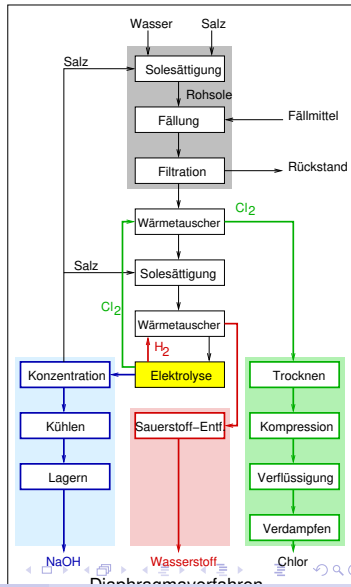 Wasser Salz
Salz
Solesättigung
Rohsole
Fällung
Fällmittel
Filtration
Rückstand
Cl2
Wärmetauscher
Salz
Solesättigung
Cl2
Wärmetauscher
H2
Konzentration
Elektrolyse
Trocknen
Kühlen
Sauerstoff-Entf.
Kompression
Lagern
Verflüssigung
Verdampfen
NaOH
Wasserstoff
Chlor
Diaphragmaverfahren